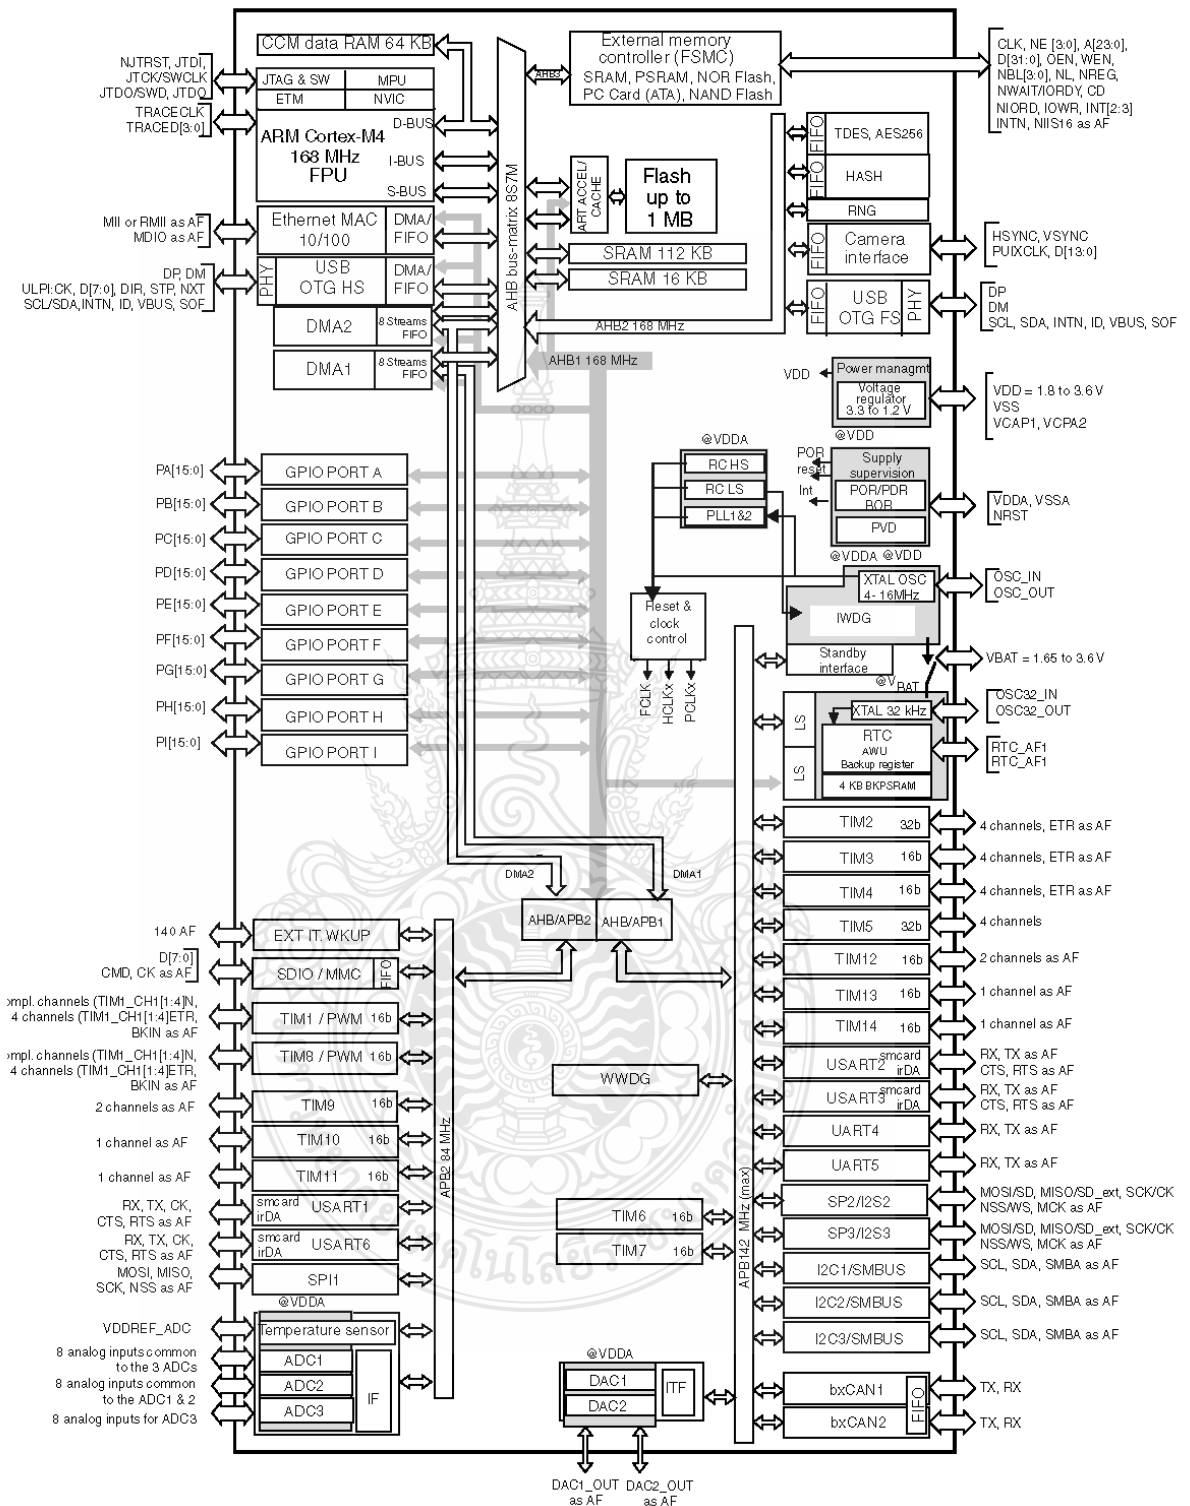 CCM data RAM 64 KB
NJTRST, JTDI,
JTCK/SWCLK
JTDO/SWD, JTDO
TRACECLK
TRACED[3:0]
JTAG & SW
MPU
ETM
NVIC
ARM Cortex-M4
168 MHz
FPU
D-BUS
I-BUS
S-BUS
MII or RMII as AF
MDIO as AF
Ethernet MAC
10/100
DMA/
FIFO
DP, DM
ULPI:CK, D[7:0], DIR, STP, NXT
SCL/SDA,INTN, ID, VBUS, SOF
PHY
USB
OTG HS
DMA/
FIFO
DMA2
8 Streams
FIFO
DMA1
8 Streams
FIFO
AHB bus-matrix 8S7M
AHB3
External memory
controller (FSMC)
SRAM, PSRAM, NOR Flash,
PC Card (ATA), NAND Flash
CLK, NE [3:0], A[23:0],
D[31:0], OEN, WEN,
NBL[3:0], NL, NREG,
NWAIT/IORDY, CD
NIORD, IOWR, INT[2:3]
INTN, NIIS16 as AF
ART ACCEL/
CACHE
Flash
up to
1 MB
SRAM 112 KB
SRAM 16 KB
AHB2 168 MHz
AHB1 168 MHz
FIFO
TDES, AES256
FIFO
HASH
RNG
FIFO
Camera
interface
HSYNC, VSYNC
PUIXCLK, D[13:0]
FIFO
USB
OTG FS
PHY
DP
DM
SCL, SDA, INTN, ID, VBUS, SOF
VDD
Power managmt
Voltage
regulator
3.3 to 1.2 V
@VDD
VDD = 1.8 to 3.6 V
VSS
VCAP1, VCPA2
@VDDA
RC HS
RC LS
PLL1&2
POR
reset
Int
Supply
supervision
POR/PDR
BOR
PVD
VDDA, VSSA
NRST
@VDDA @VDD
XTAL OSC
4- 16MHz
IWDG
OSC_IN
OSC_OUT
Standby
interface
@V
BAT
VBAT = 1.65 to 3.6 V
Reset &
clock
control
FCLK
HCLKx
PCLKx
LS
LS
XTAL 32 kHz
RTC
AWU
Backup register
4 KB BKPSRAM
OSC32_IN
OSC32_OUT
RTC_AF1
RTC_AF1
PA[15:0]
GPIO PORT A
PB[15:0]
GPIO PORT B
PC[15:0]
GPIO PORT C
PD[15:0]
GPIO PORT D
PE[15:0]
GPIO PORT E
PF[15:0]
GPIO PORT F
PG[15:0]
GPIO PORT G
PH[15:0]
GPIO PORT H
PI[15:0]
GPIO PORT I
DMA2
DMA1
AHB/APB2
AHB/APB1
140 AF
EXT IT. WKUP
D[7:0]
CMD, CK as AF
SDIO / MMC
FIFO
ompl. channels (TIM1_CH1[1:4]N,
4 channels (TIM1_CH1[1:4]ETR,
BKIN as AF
TIM1 / PWM 16b
ompl. channels (TIM1_CH1[1:4]N,
4 channels (TIM1_CH1[1:4]ETR,
BKIN as AF
TIM8 / PWM 16b
2 channels as AF
TIM9 16b
1 channel as AF
TIM10 16b
1 channel as AF
TIM11 16b
RX, TX, CK,
CTS, RTS as AF
smcard
irDA
USART1
RX, TX, CK,
CTS, RTS as AF
smcard
irDA
USART6
MOSI, MISO,
SCK, NSS as AF
SPI1
@VDDA
VDDREF_ADC
Temperature sensor
8 analog inputs common
to the 3 ADCs
8 analog inputs common
to the ADC1 & 2
8 analog inputs for ADC3
ADC1
ADC2
ADC3
IF
APB2 84 MHz
WWDG
TIM6 16b
TIM7 16b
@VDDA
DAC1
DAC2
ITF
DAC1_OUT
as AF
DAC2_OUT
as AF
APB142 MHz (max)
TIM2 32b
4 channels, ETR as AF
TIM3 16b
4 channels, ETR as AF
TIM4 16b
4 channels, ETR as AF
TIM5 32b
4 channels
TIM12 16b
2 channels as AF
TIM13 16b
1 channel as AF
TIM14 16b
1 channel as AF
USART2
smcard
irDA
RX, TX as AF
CTS, RTS as AF
USART3
smcard
irDA
RX, TX as AF
CTS, RTS as AF
UART4
RX, TX as AF
UART5
RX, TX as AF
SP2/I2S2
MOSI/SD, MISO/SD_ext, SCK/CK
NSS/WS, MCK as AF
SP3/I2S3
MOSI/SD, MISO/SD_ext, SCK/CK
NSS/WS, MCK as AF
I2C1/SMBUS
SCL, SDA, SMBA as AF
I2C2/SMBUS
SCL, SDA, SMBA as AF
I2C3/SMBUS
SCL, SDA, SMBA as AF
bxCAN1
TX, RX
FIFO
bxCAN2
TX, RX